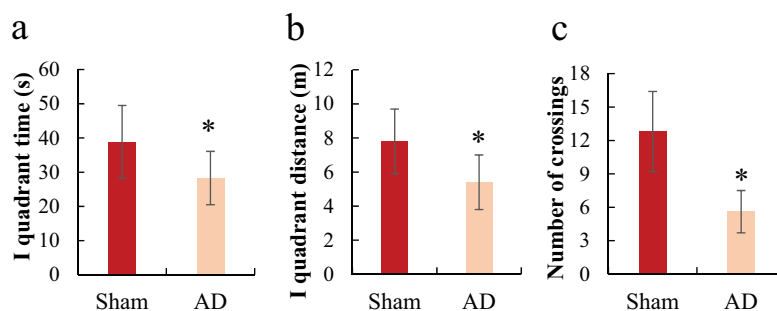 a
I quadrant time (s)
60
50
40
30
20
10
0
*
Sham
AD
b
I quadrant distance (m)
12
10
8
6
4
2
0
*
Sham
AD
c
Number of crossings
18
15
12
9
6
3
0
*
Sham
AD